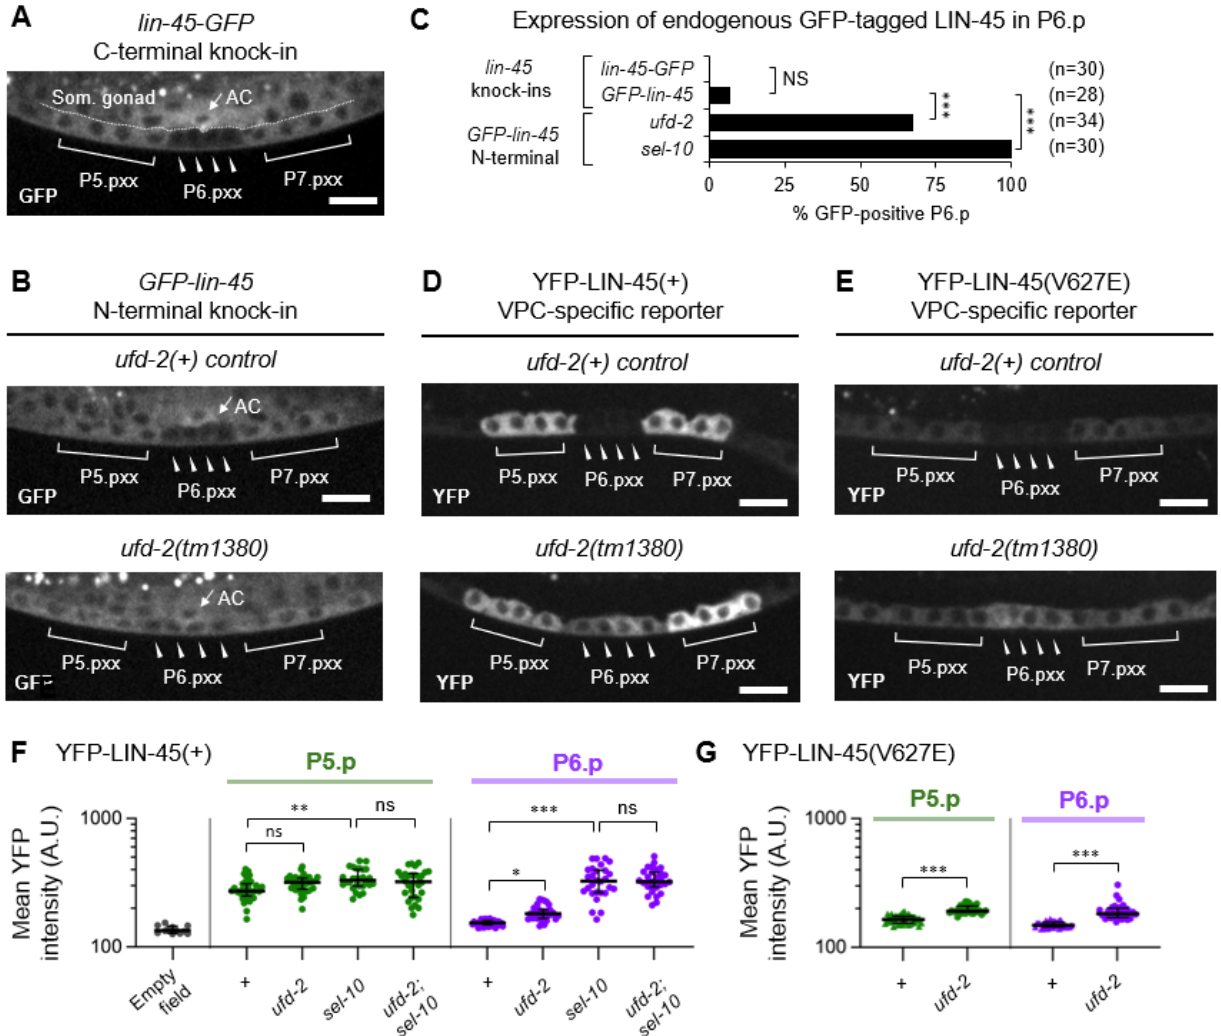 A
lin-45-GFP
C-terminal knock-in
Som. gonad
AC
P5.pxx
P6.pxx
P7.pxx
GFP
C
Expression of endogenous GFP-tagged LIN-45 in P6.p
lin-45
knock-ins
lin-45-GFP
GFP-lin-45
GFP-lin-45
N-terminal
ufd-2
sel-10
NS
***
***
(n=30)
(n=28)
(n=34)
(n=30)
0 25 50 75 100
% GFP-positive P6.p
B
GFP-lin-45
N-terminal knock-in
ufd-2(+) control
AC
P5.pxx
P6.pxx
P7.pxx
GFP
ufd-2(tm1380)
AC
P5.pxx
P6.pxx
P7.pxx
GFP
D
YFP-LIN-45(+)
VPC-specific reporter
ufd-2(+) control
P5.pxx
P6.pxx
P7.pxx
YFP
ufd-2(tm1380)
P5.pxx
P6.pxx
P7.pxx
YFP
E
YFP-LIN-45(V627E)
VPC-specific reporter
ufd-2(+) control
P5.pxx
P6.pxx
P7.pxx
YFP
ufd-2(tm1380)
P5.pxx
P6.pxx
P7.pxx
YFP
F YFP-LIN-45(+)
P5.p
P6.p
Mean YFP
intensity (A.U.)
1000
100
**
ns
ns
***
ns
*
Empty
field
+
ufd-2
sel-10
ufd-2;
sel-10
+
ufd-2
sel-10
ufd-2;
sel-10
G YFP-LIN-45(V627E)
P5.p
P6.p
Mean YFP
intensity (A.U.)
1000
100
***
***
+
ufd-2
+
ufd-2